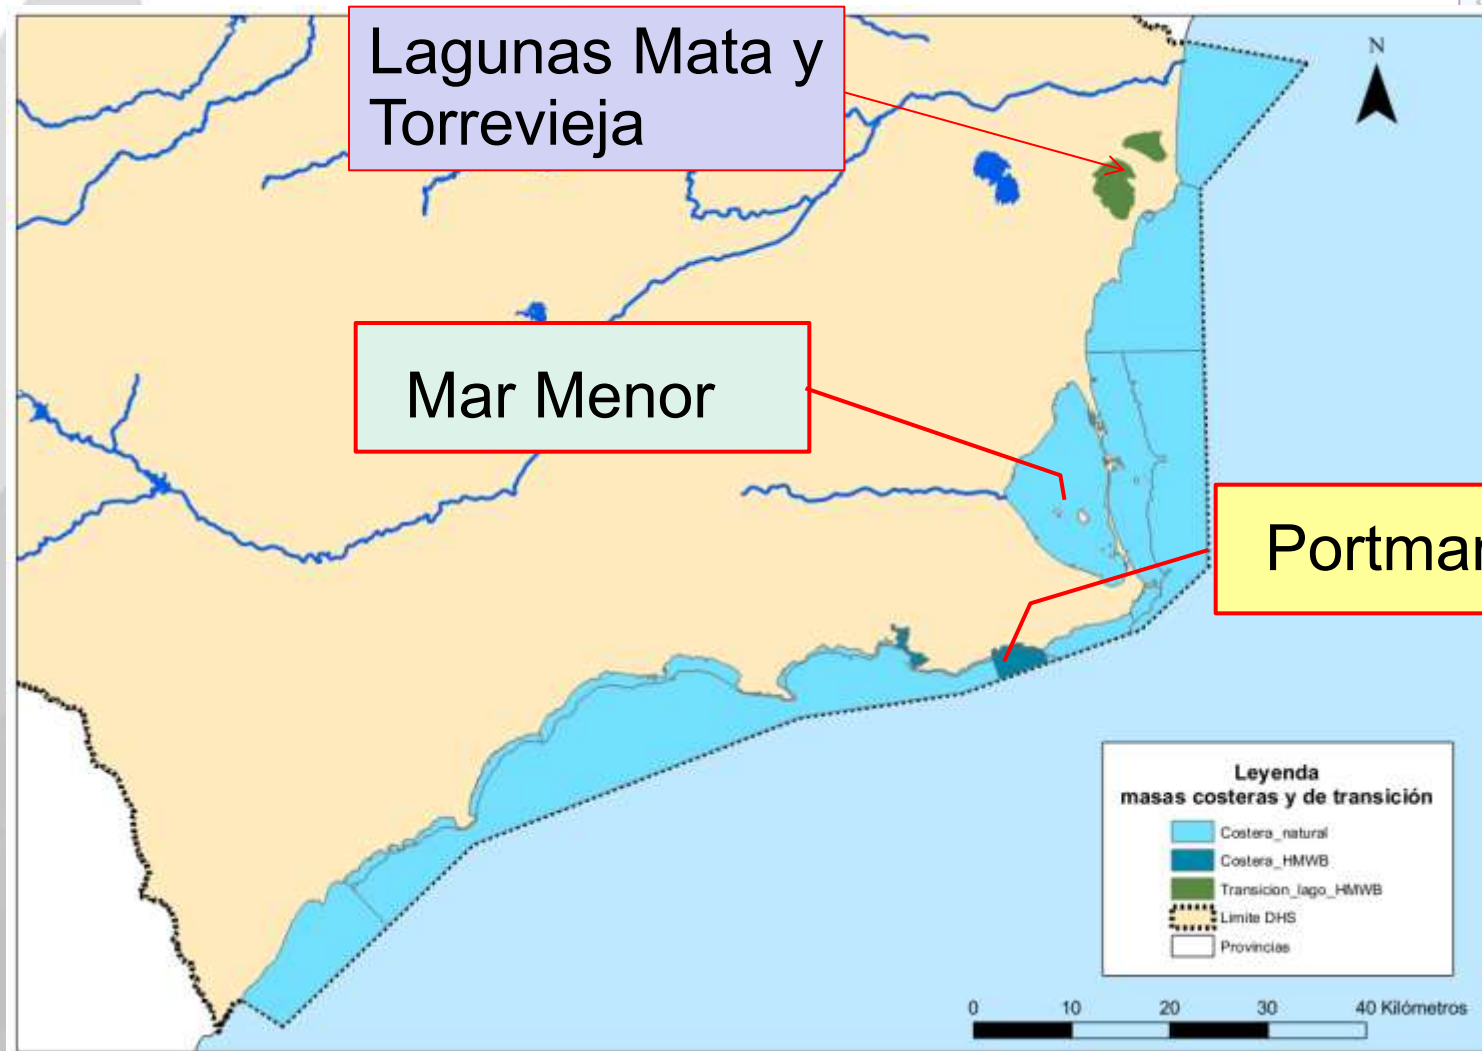 Lagunas Mata y
Torrevieja
N
Mar Menor
Portmar
Leyenda
masas costeras y de transición
Costera_natural
Costera_HMWB
Transicion_lago_HMWB
Limite DHS
Provincias
0 10 20 30 40 Kilómetros